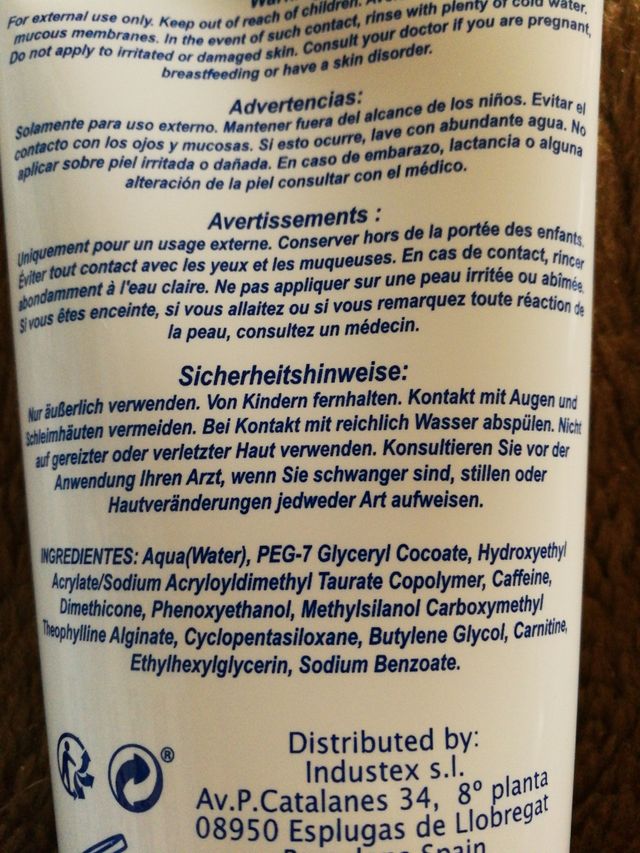 For external use only. Keep out of reach of children.
mucous membranes. In the event of such contact, rinse with plenty of cold water.
Do not apply to irritated or damaged skin. Consult your doctor if you are pregnant,
breastfeeding or have a skin disorder.
Advertencias:
Solamente para uso externo. Mantener fuera del alcance de los niños. Evitar el
contacto con los ojos y mucosas. Si esto ocurre, lave con abundante agua. No
aplicar sobre piel irritada o dañada. En caso de embarazo, lactancia o alguna
alteración de la piel consultar con el médico.
Avertissements :
Uniquement pour un usage externe. Conserver hors de la portée des enfants.
Éviter tout contact avec les yeux et les muqueuses. En cas de contact, rincer
abondamment à l'eau claire. Ne pas appliquer sur une peau irritée ou abîmée.
Si vous êtes enceinte, si vous allaitez ou si vous remarquez toute réaction de
la peau, consultez un médecin.
Sicherheitshinweise:
Nur äußerlich verwenden. Von Kindern fernhalten. Kontakt mit Augen und
Schleimhäuten vermeiden. Bei Kontakt mit reichlich Wasser abspülen. Nicht
auf gereizter oder verletzter Haut verwenden. Konsultieren Sie vor der
Anwendung Ihren Arzt, wenn Sie schwanger sind, stillen oder
Hautveränderungen jedweder Art aufweisen.
INGREDIENTES: Aqua(Water), PEG-7 Glyceryl Cocoate, Hydroxyethyl
Acrylate/Sodium Acryloyldimethyl Taurate Copolymer, Caffeine,
Dimethicone, Phenoxyethanol, Methylsilanol Carboxymethyl
Theophylline Alginate, Cyclopentasiloxane, Butylene Glycol, Carnitine,
Ethylhexylglycerin, Sodium Benzoate.
®
Distributed by:
Industex s.l.
Av.P.Catalanes 34, 8º planta
08950 Esplugas de Llobregat
Spain